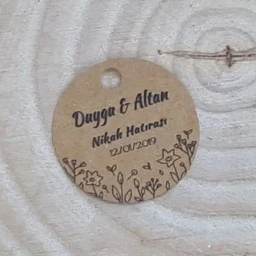 Duygu & Altan
Nikah Hatırası
12/01/2019